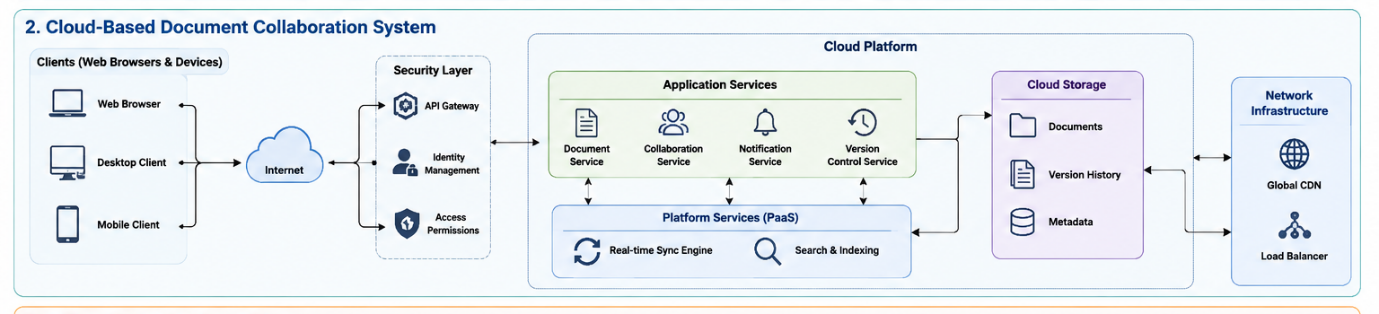 2. Cloud-Based Document Collaboration System
Clients (Web Browsers & Devices)
Web Browser
Desktop Client
Mobile Client
Internet
Security Layer
API Gateway
Identity
Management
Access
Permissions
Cloud Platform
Application Services
Document
Service
Collaboration
Service
Notification
Service
Version
Control Service
Platform Services (PaaS)
Real-time Sync Engine
Search & Indexing
Cloud Storage
Documents
Version History
Metadata
Network
Infrastructure
Global CDN
Load Balancer